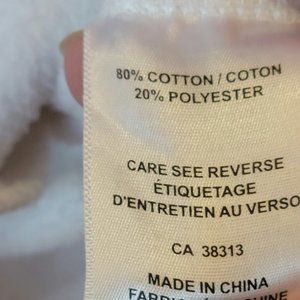 80% COTTON / COTON
20% POLYESTER
CARE SEE REVERSE
ÉTIQUETAGE
D'ENTRETIEN AU VERSO
CA 38313
MADE IN CHINA